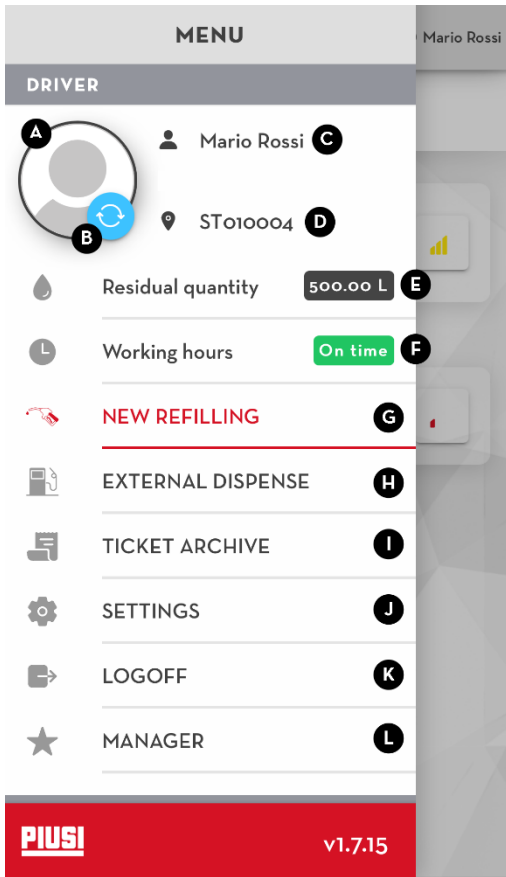 MENU
Mario Rossi
DRIVER
A
Mario Rossi C
B
ST010004 D
Residual quantity 500.00 L E
Working hours On time F
NEW REFILLING G
EXTERNAL DISPENSE H
TICKET ARCHIVE I
SETTINGS J
LOGOFF K
MANAGER L
PIUSI v1.7.15